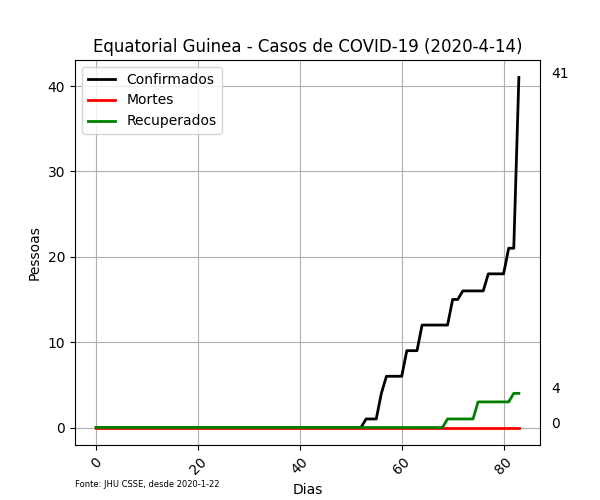 Equatorial Guinea - Casos de COVID-19 (2020-4-14)
Confirmados
Mortes
Recuperados
41
40
30
20
10
0
4
0
Pessoas
0
20
40
60
80
Dias
Fonte: JHU CSSE, desde 2020-1-22